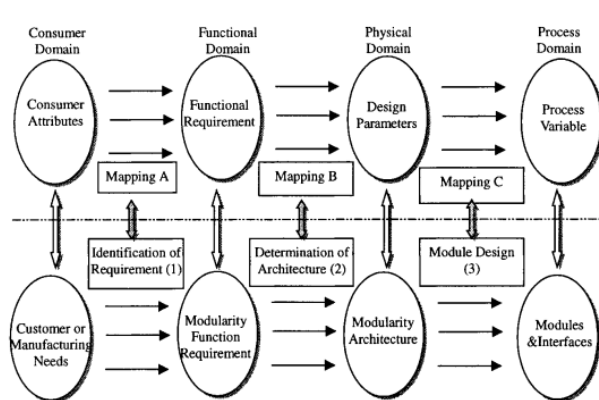 Consumer
Domain
Functional
Domain
Physical
Domain
Process
Domain
Consumer
Attributes
Functional
Requirement
Design
Parameters
Process
Variable
Mapping A
Mapping B
Mapping C
Identification of
Requirement (1)
Determination of
Architecture (2)
Module Design
(3)
Customer or
Manufacturing
Needs
Modularity
Function
Requirement
Modularity
Architecture
Modules
&Interfaces